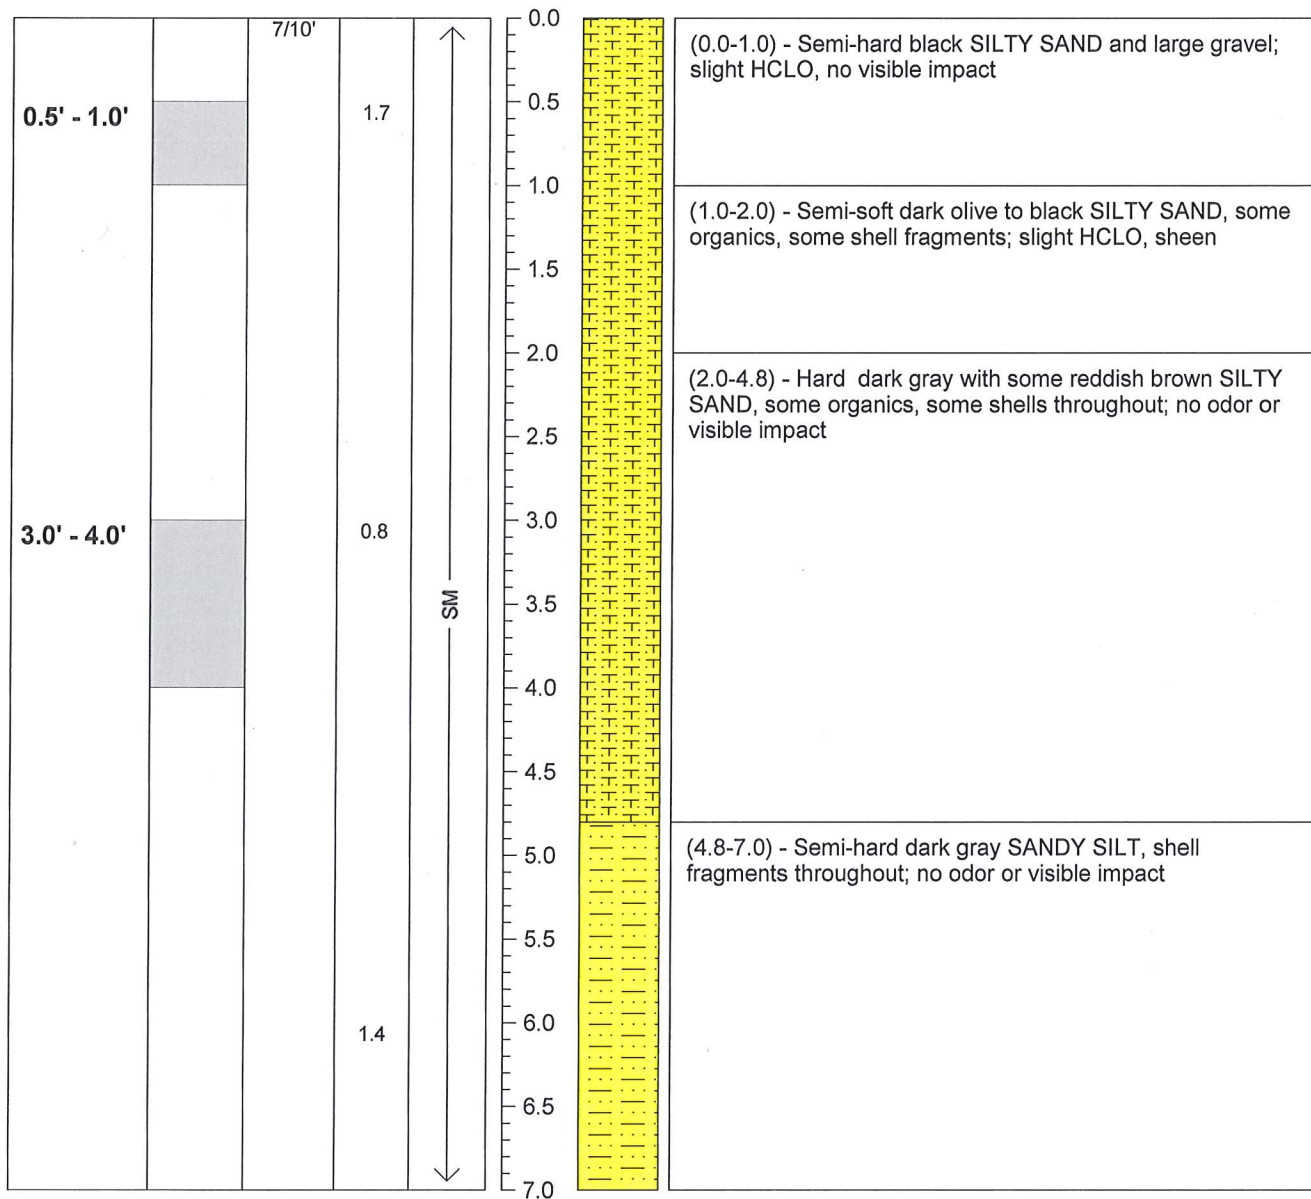 7/10'
0.0
(0.0-1.0) - Semi-hard black SILTY SAND and large gravel;
slight HCLO, no visible impact
0.5' - 1.0'
1.7
0.5
1.0
(1.0-2.0) - Semi-soft dark olive to black SILTY SAND, some
organics, some shell fragments; slight HCLO, sheen
1.5
2.0
(2.0-4.8) - Hard dark gray with some reddish brown SILTY
SAND, some organics, some shells throughout; no odor or
visible impact
2.5
3.0' - 4.0'
0.8
3.0
SM
3.5
4.0
4.5
(4.8-7.0) - Semi-hard dark gray SANDY SILT, shell
fragments throughout; no odor or visible impact
5.0
5.5
1.4
6.0
6.5
7.0